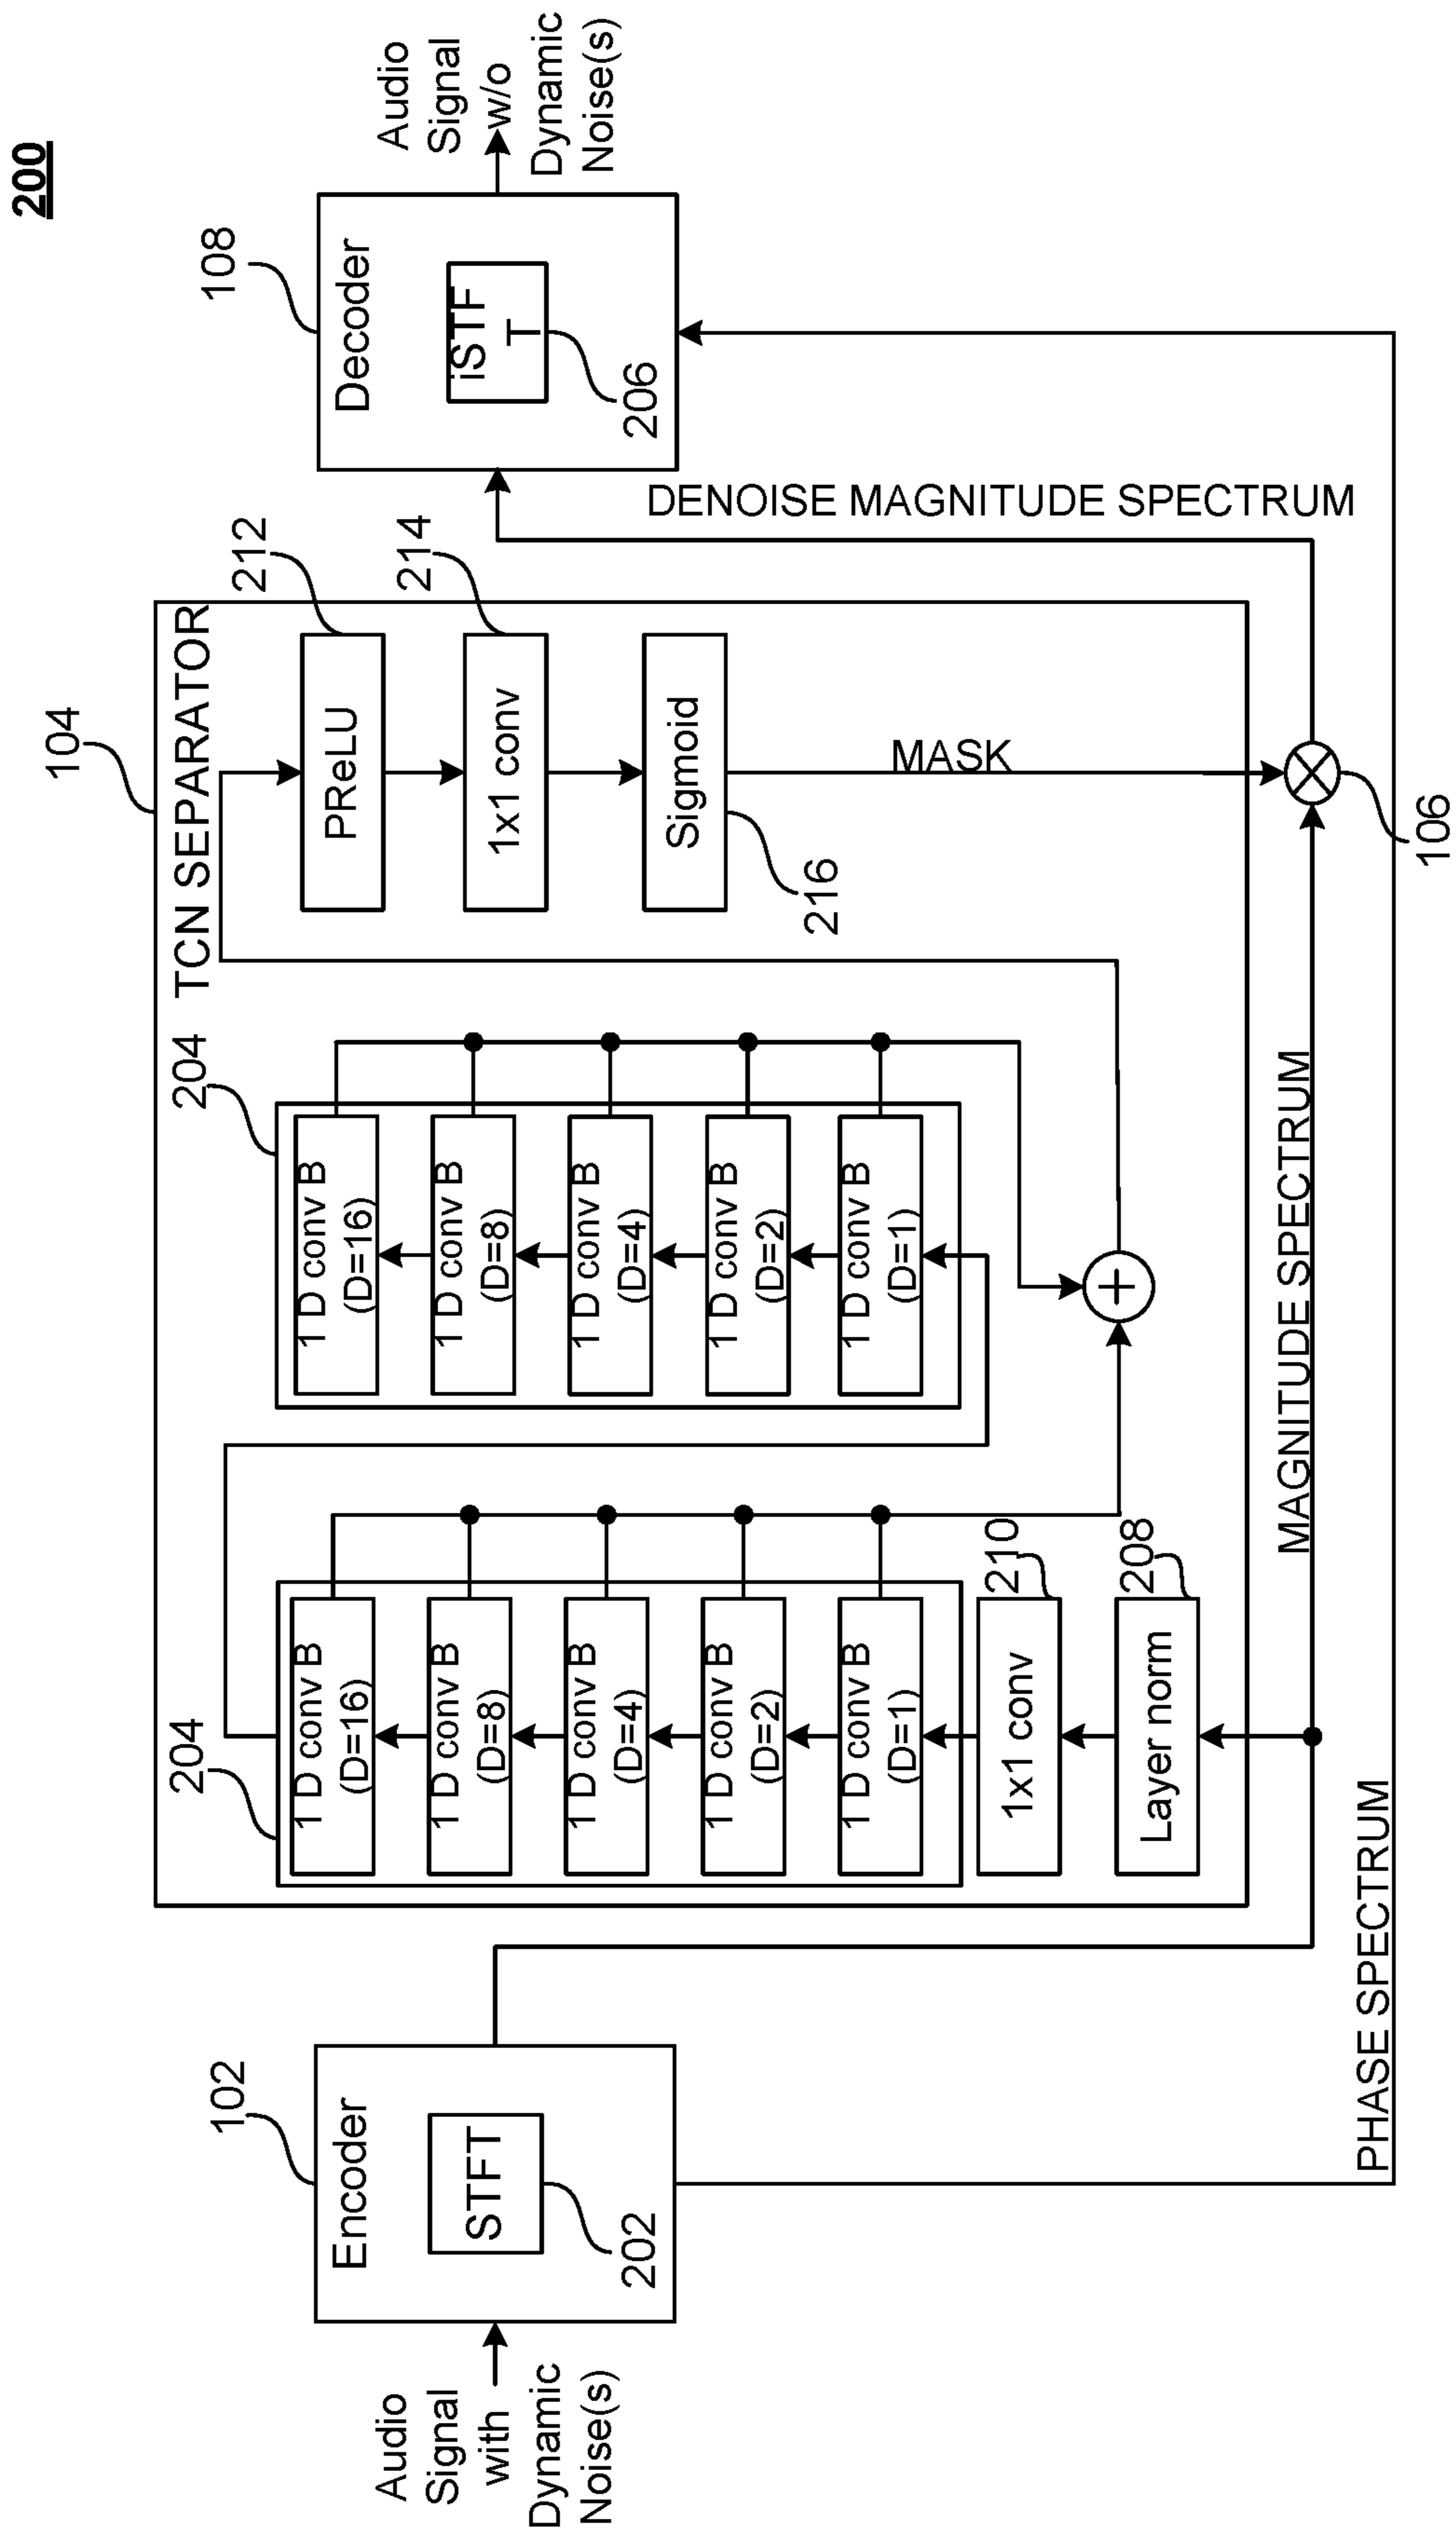 200
Audio
Signal
with
Dynamic
Noise(s)
102
Encoder
STFT
202
104
TCN SEPARATOR
204
1 D conv B
(D=16)
1 D conv B
(D=8)
1 D conv B
(D=4)
1 D conv B
(D=2)
1 D conv B
(D=1)
210
1x1 conv
208
Layer norm
204
1 D conv B
(D=16)
1 D conv B
(D=8)
1 D conv B
(D=4)
1 D conv B
(D=2)
1 D conv B
(D=1)
+
212
PReLU
214
1x1 conv
Sigmoid
216
MASK
106
MAGNITUDE SPECTRUM
PHASE SPECTRUM
DENOISE MAGNITUDE SPECTRUM
108
Decoder
iSTF
T
206
Audio
Signal
w/o
Dynamic
Noise(s)